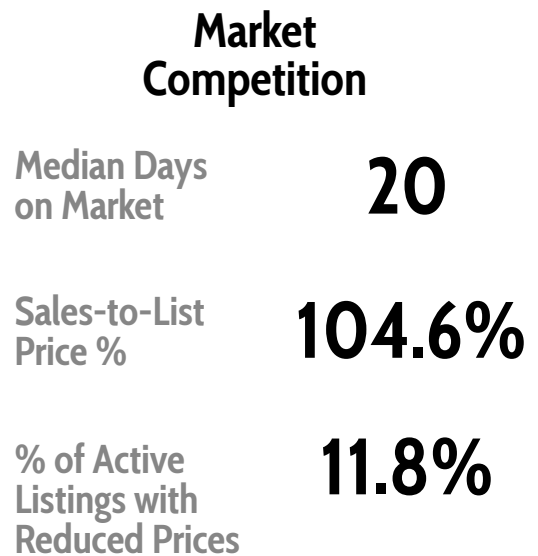 Market
Competition
Median Days
on Market
20
Sales-to-List
Price %
104.6%
% of Active
Listings with
Reduced Prices
11.8%